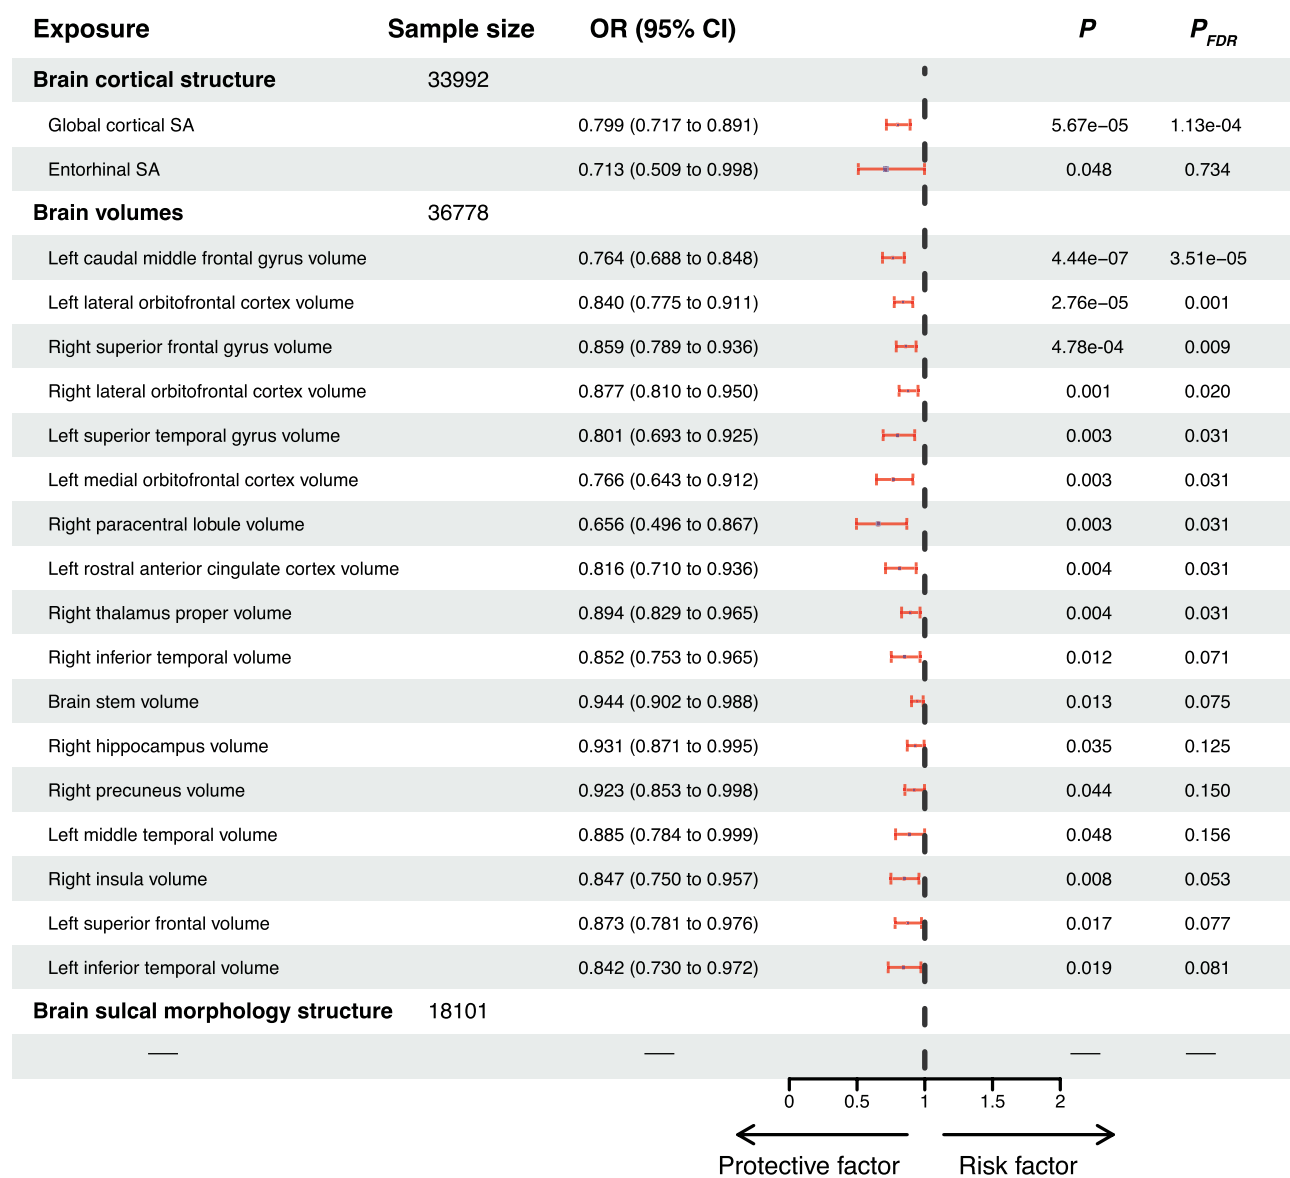 Exposure Sample size OR (95% CI) P P FDR
Brain cortical structure 33992
Global cortical SA 0.799 (0.717 to 0.891) 5.67e−05 1.13e-04
Entorhinal SA 0.713 (0.509 to 0.998) 0.048 0.734
Brain volumes 36778
Left caudal middle frontal gyrus volume 0.764 (0.688 to 0.848) 4.44e−07 3.51e−05
Left lateral orbitofrontal cortex volume 0.840 (0.775 to 0.911) 2.76e−05 0.001
Right superior frontal gyrus volume 0.859 (0.789 to 0.936) 4.78e-04 0.009
Right lateral orbitofrontal cortex volume 0.877 (0.810 to 0.950) 0.001 0.020
Left superior temporal gyrus volume 0.801 (0.693 to 0.925) 0.003 0.031
Left medial orbitofrontal cortex volume 0.766 (0.643 to 0.912) 0.003 0.031
Right paracentral lobule volume 0.656 (0.496 to 0.867) 0.003 0.031
Left rostral anterior cingulate cortex volume 0.816 (0.710 to 0.936) 0.004 0.031
Right thalamus proper volume 0.894 (0.829 to 0.965) 0.004 0.031
Right inferior temporal volume 0.852 (0.753 to 0.965) 0.012 0.071
Brain stem volume 0.944 (0.902 to 0.988) 0.013 0.075
Right hippocampus volume 0.931 (0.871 to 0.995) 0.035 0.125
Right precuneus volume 0.923 (0.853 to 0.998) 0.044 0.150
Left middle temporal volume 0.885 (0.784 to 0.999) 0.048 0.156
Right insula volume 0.847 (0.750 to 0.957) 0.008 0.053
Left superior frontal volume 0.873 (0.781 to 0.976) 0.017 0.077
Left inferior temporal volume 0.842 (0.730 to 0.972) 0.019 0.081
Brain sulcal morphology structure 18101
— — — —
0 0.5 1 1.5 2
Protective factor Risk factor